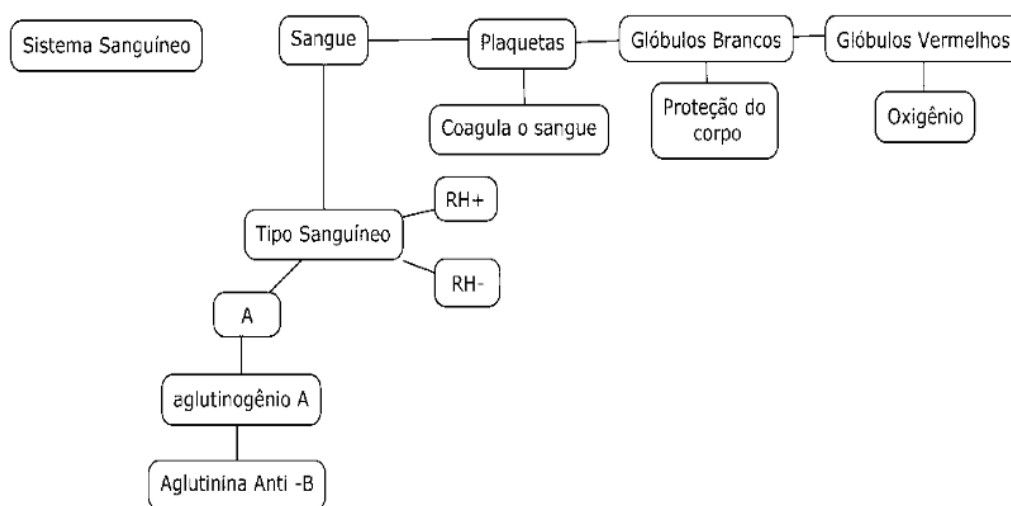 Sistema Sanguíneo
Sangue
Plaquetas
Glóbulos Brancos
Glóbulos Vermelhos
Coagula o sangue
Proteção do
corpo
Oxigênio
RH+
Tipo Sanguíneo
RH-
A
aglutinogênio A
Aglutinina Anti -B